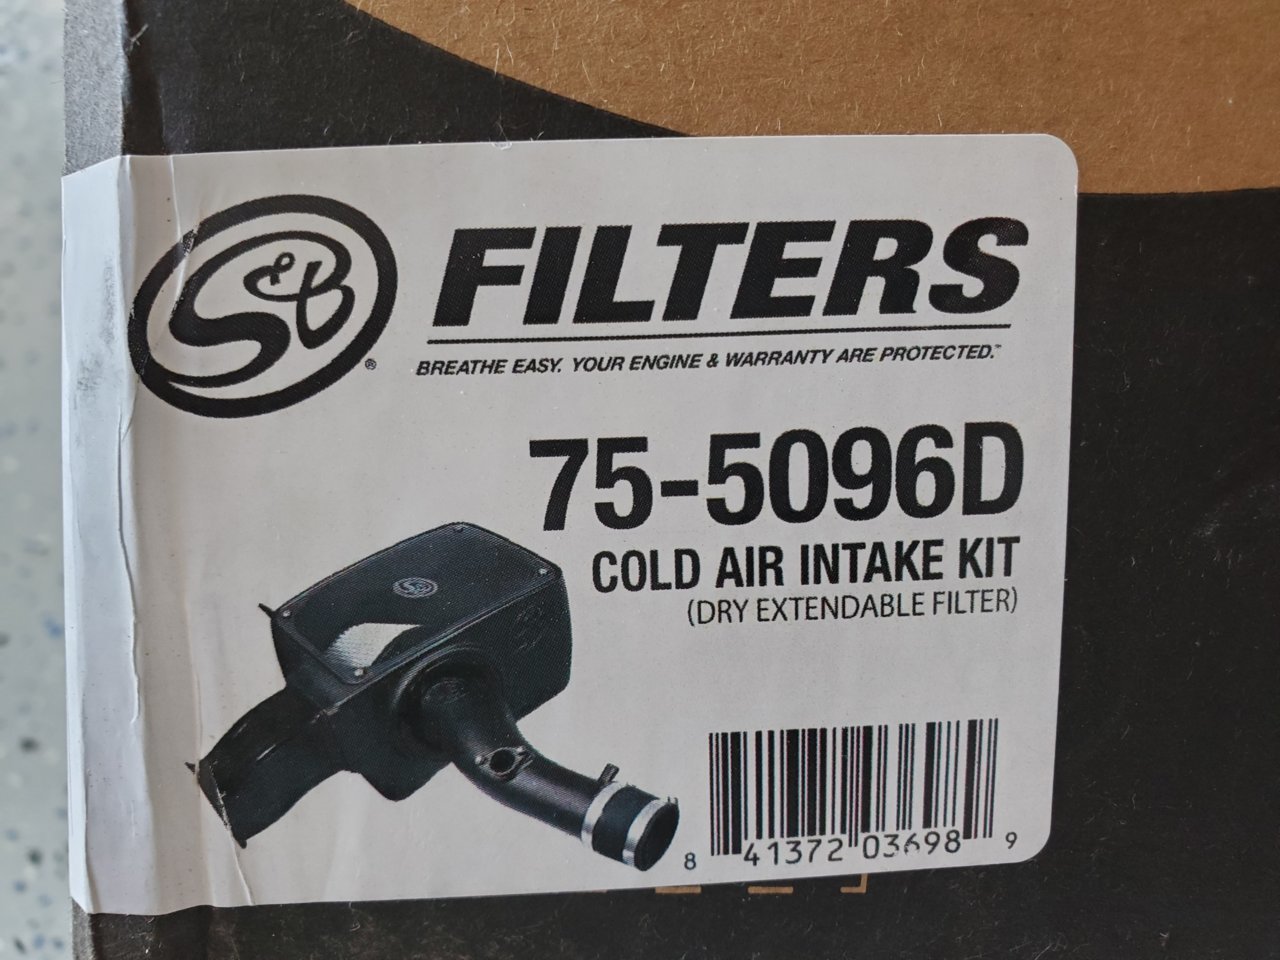 S&B®
FILTERS
BREATHE EASY. YOUR ENGINE & WARRANTY ARE PROTECTED.™
75-5096D
COLD AIR INTAKE KIT
(DRY EXTENDABLE FILTER)
S&B
8 41372 03698 9